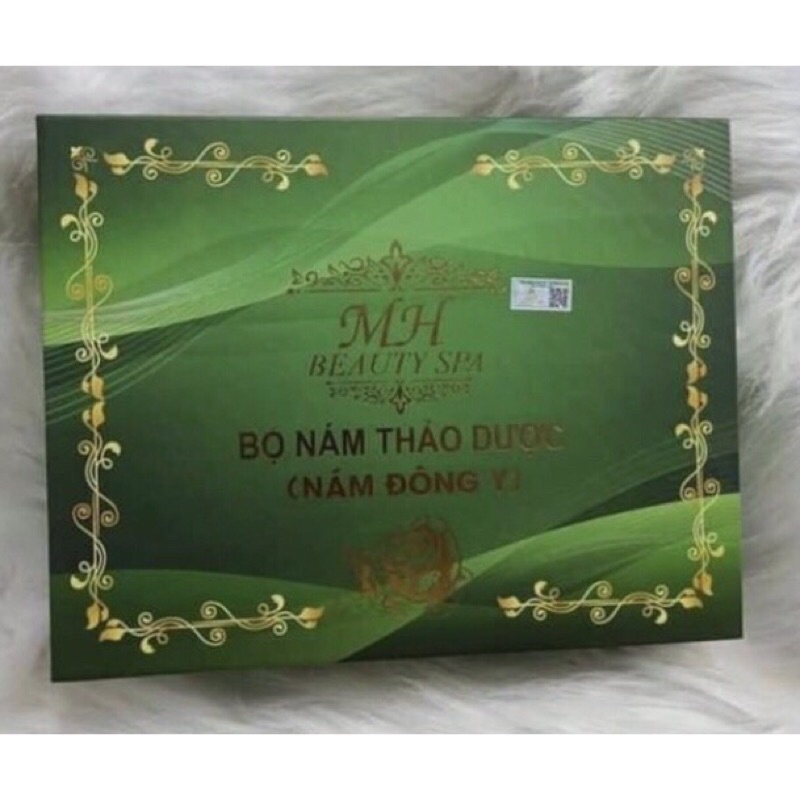 MH
BEAUTY SPA
BỘ NÁM THẢO DƯỢC
(NÁM ĐÔNG Y)